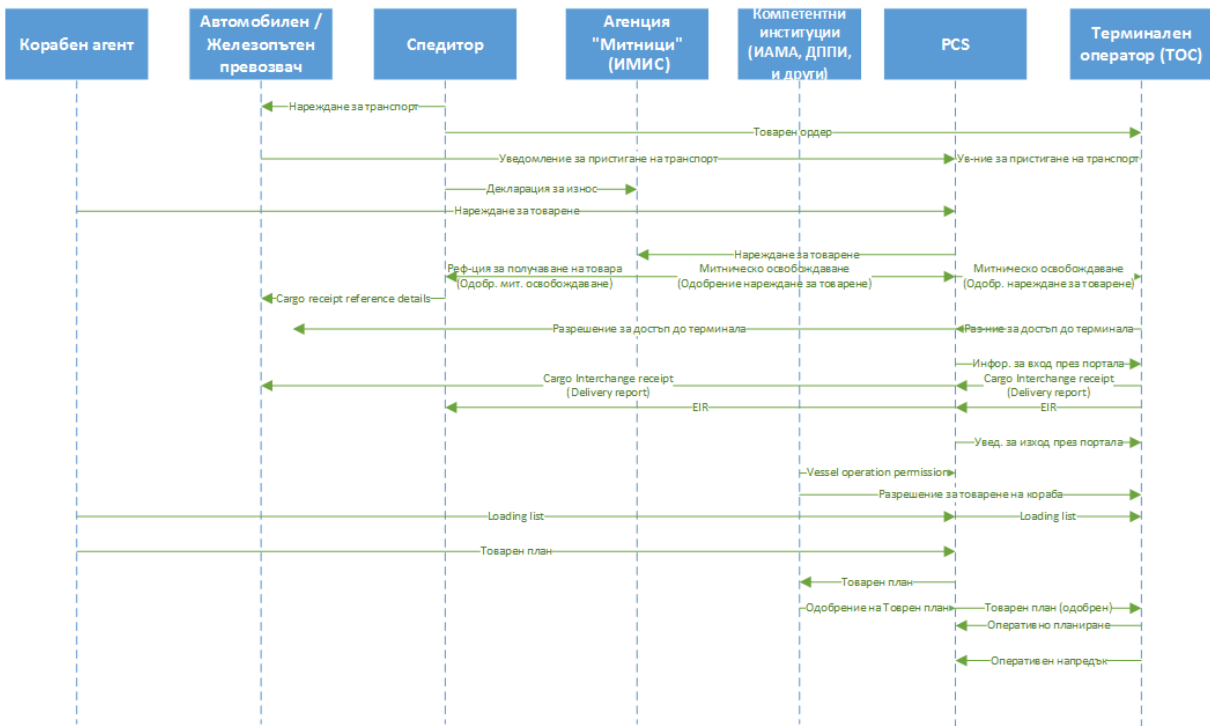 Корабен агент
Автомобилен /
Железопътен
превозвач
Спедитор
Агенция
"Митници"
(ИМИС)
Компетентни
институции
(ИАМА, ДППИ,
и други)
PCS
Терминален
оператор (ТОС)
Нареждане за транспорт
Товарен ордер
Уведомление за пристигане на транспорт
Ув-ние за пристигане на транспорт
Декларация за износ
Нареждане за товарене
Нареждане за товарене
Реф-ция за получаване на товара
(Одобр. мит. освобождаване)
Митническо освобождаване
(Одобрение нареждане за товарене)
Митническо освобождаване
(Одобр. нареждане за товарене)
Cargo receipt reference details
Разрешение за достъп до терминала
Раз-ние за достъп до терминала
Инфор. за вход през портала
Cargo Interchange receipt
(Delivery report)
Cargo Interchange receipt
(Delivery report)
EIR
EIR
Увед. за изход през портала
Vessel operation permission
Разрешение за товарене на кораба
Loading list
Loading list
Товарен план
Товарен план
Одобрение на Товрен план
Товарен план (одобрен)
Оперативно планиране
Оперативен напредък